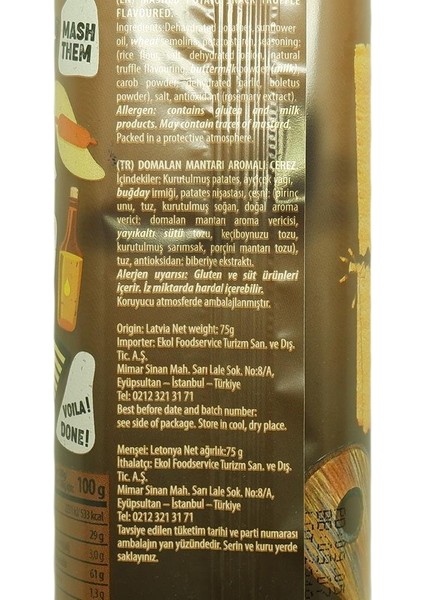 MASH
THEM
FLAVOURED.
Ingredients: Dehydrated potatoes, sunflower
oil, wheat semolina, potato starch, seasoning:
(rice flour, salt, dehydrated onion, natural
truffle flavouring, buttermilk powder (milk),
carob powder, dehydrated garlic, boletus
powder), salt, antioxidant (rosemary extract).
Allergen: contains gluten and milk
products. May contain traces of mustard.
Packed in a protective atmosphere.
(TR) DOMALAN MANTARI AROMALI ÇEREZ.
İçindekiler: Kurutulmuş patates, ayçiçek yağı,
buğday irmiği, patates nişastası, çeşni: (pirinç
unu, tuz, kurutulmuş soğan, doğal aroma
verici; domalan mantarı aroma vericisi,
yayıkaltı sütü tozu, keçiboynuzu tozu,
kurutulmuş sarımsak, porçini mantarı tozu),
tuz, antioksidan: biberiye ekstraktı.
Alerjen uyarısı: Gluten ve süt ürünleri
içerir. İz miktarda hardal içerebilir.
Koruyucu atmosferde ambalajlanmıştır.
Origin: Latvia Net weight: 75g
Importer: Ekol Foodservice Turizm San. ve Dış.
Tic. A.Ş.
Mimar Sinan Mah. Sarı Lale Sok. No:8/A,
Eyüpsultan – İstanbul – Türkiye
Tel: 0212 321 31 71
Best before date and batch number:
see side of package. Store in cool, dry place.
Menşei: Letonya Net ağırlık:75 g
İthalatçı: Ekol Foodservice Turizm San. ve Dış.
Tic. A.Ş.
Mimar Sinan Mah. Sarı Lale Sok. No:8/A,
Eyüpsultan – İstanbul – Türkiye
Tel: 0212 321 31 71
Tavsiye edilen tüketim tarihi ve parti numarası
ambalajın yan yüzündedir. Serin ve kuru yerde
saklayınız.
VOILA!
DONE!
100 g
533 kcal
29 g
3,0 g
61 g
1,3 g